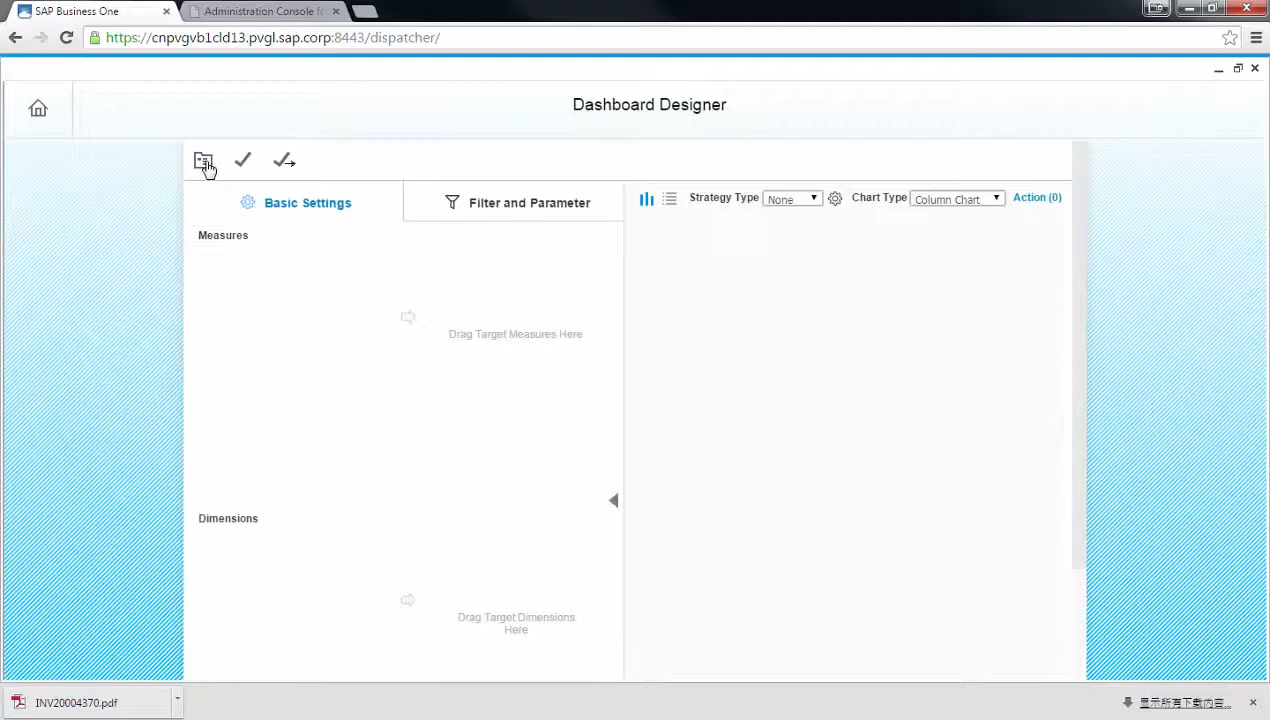 SAP Business One
Administration Console fo
https://cnpvgvb1cld13.pvgl.sap.corp:8443/dispatcher/
Dashboard Designer
Basic Settings
Filter and Parameter
Strategy Type
None
Chart Type
Column Chart
Action (0)
Measures
Drag Target Measures Here
Dimensions
Drag Target Dimensions
Here
INV20004370.pdf
显示所有下载内容...